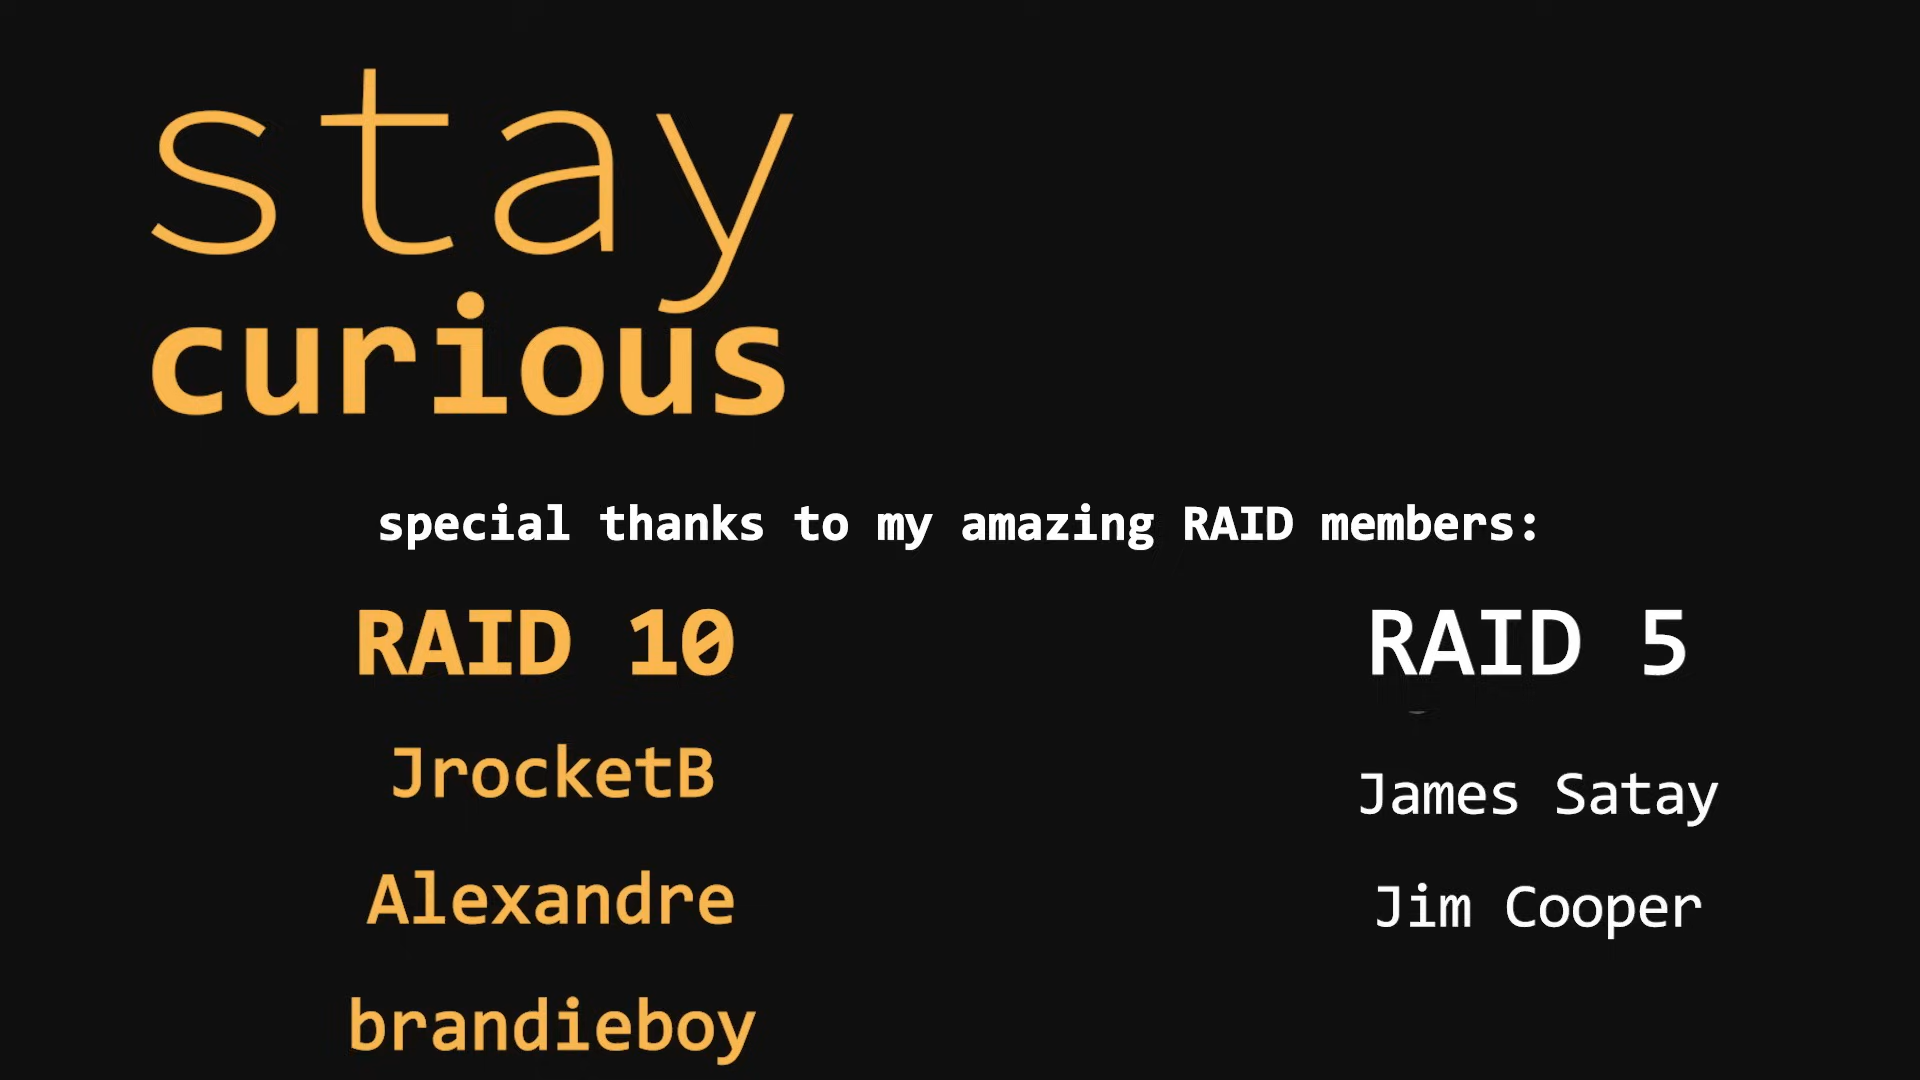 stay
curious
special thanks to my amazing RAID members:
RAID 10
JrocketB
Alexandre
brandieboy
RAID 5
James Satay
Jim Cooper